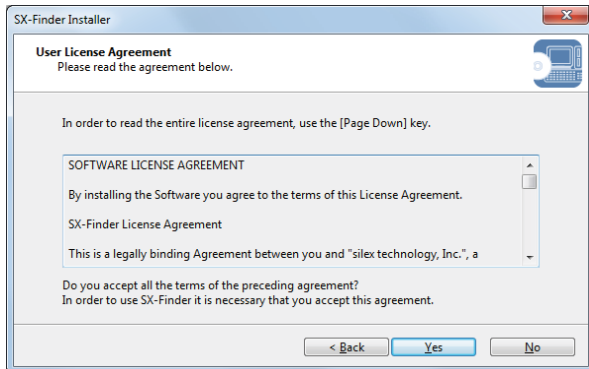 SX-Finder Installer
User License Agreement
Please read the agreement below.
In order to read the entire license agreement, use the [Page Down] key.
SOFTWARE LICENSE AGREEMENT
By installing the Software you agree to the terms of this License Agreement.
SX-Finder License Agreement
This is a legally binding Agreement between you and "silex technology, Inc.", a
Do you accept all the terms of the preceding agreement?
In order to use SX-Finder it is necessary that you accept this agreement.
< Back Yes No